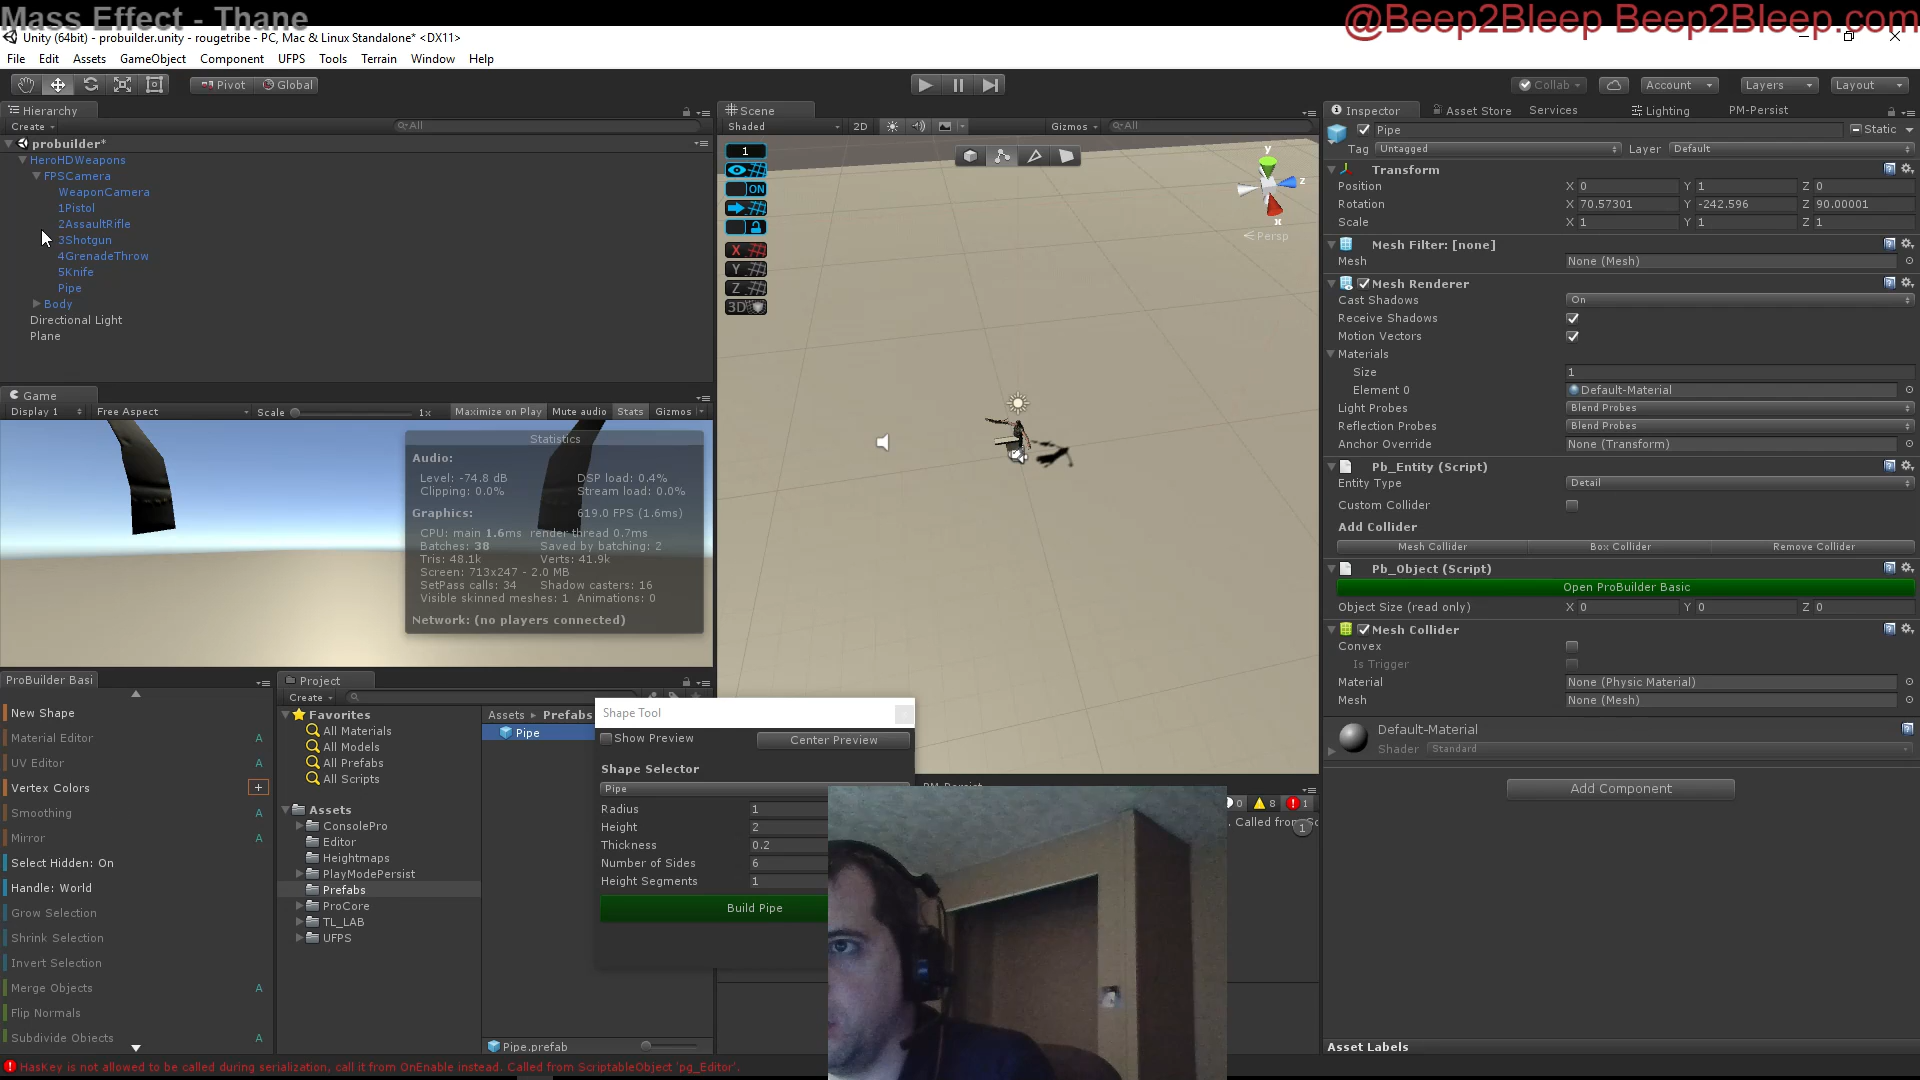 Mass Effect - Thane
@Beep2Bleep Beep2Bleep.com
Unity (64bit) - probuilder.unity - rougetribe - PC, Mac & Linux Standalone* <DX11>
File Edit Assets GameObject Component UFPS Tools Terrain Window Help
Pivot Global
Collab Account Layers Layout
Hierarchy
Create All
probuilder*
HeroHDWeapons
FPSCamera
WeaponCamera
1Pistol
2AssaultRifle
3Shotgun
4GrenadeThrow
5Knife
Pipe
Body
Directional Light
Plane
Game
Display 1 Free Aspect Scale 1x Maximize on Play Mute audio Stats Gizmos
Statistics
Audio:
Level: -74.8 dB DSP load: 0.4%
Clipping: 0.0% Stream load: 0.0%
Graphics: 619.0 FPS (1.6ms)
CPU: main 1.6ms render thread 0.7ms
Batches: 38 Saved by batching: 2
Tris: 48.1k Verts: 41.9k
Screen: 713x247 - 2.0 MB
SetPass calls: 34 Shadow casters: 16
Visible skinned meshes: 1 Animations: 0
Network: (no players connected)
Scene
Shaded 2D Gizmos All
1
ON
X
Y
Z
3D
y
z
x
Persp
ProBuilder Basi
New Shape
Material Editor A
UV Editor A
Vertex Colors +
Smoothing A
Mirror A
Select Hidden: On
Handle: World
Grow Selection
Shrink Selection
Invert Selection
Merge Objects A
Flip Normals
Subdivide Objects A
Project
Create
Favorites
All Materials
All Models
All Prefabs
All Scripts
Assets
ConsolePro
Editor
Heightmaps
PlayModePersist
Prefabs
ProCore
TL_LAB
UFPS
Assets Prefabs
Pipe
Pipe.prefab
Shape Tool
Show Preview Center Preview
Shape Selector
Pipe
Radius 1
Height 2
Thickness 0.2
Number of Sides 6
Height Segments 1
Build Pipe
0 8 1
1
Inspector Asset Store Services Lighting PM-Persist
Pipe Static
Tag Untagged Layer Default
Transform
Position X 0 Y 1 Z 0
Rotation X 70.57301 Y -242.596 Z 90.00001
Scale X 1 Y 1 Z 1
Mesh Filter: [none]
Mesh None (Mesh)
Mesh Renderer
Cast Shadows On
Receive Shadows
Motion Vectors
Materials
Size 1
Element 0 Default-Material
Light Probes Blend Probes
Reflection Probes Blend Probes
Anchor Override None (Transform)
Pb_Entity (Script)
Entity Type Detail
Custom Collider
Add Collider
Mesh Collider Box Collider Remove Collider
Pb_Object (Script)
Open ProBuilder Basic
Object Size (read only) X 0 Y 0 Z 0
Mesh Collider
Convex
Is Trigger
Material None (Physic Material)
Mesh None (Mesh)
Default-Material
Shader Standard
Add Component
Asset Labels
HasKey is not allowed to be called during serialization, call it from OnEnable instead. Called from ScriptableObject 'pg_Editor'.